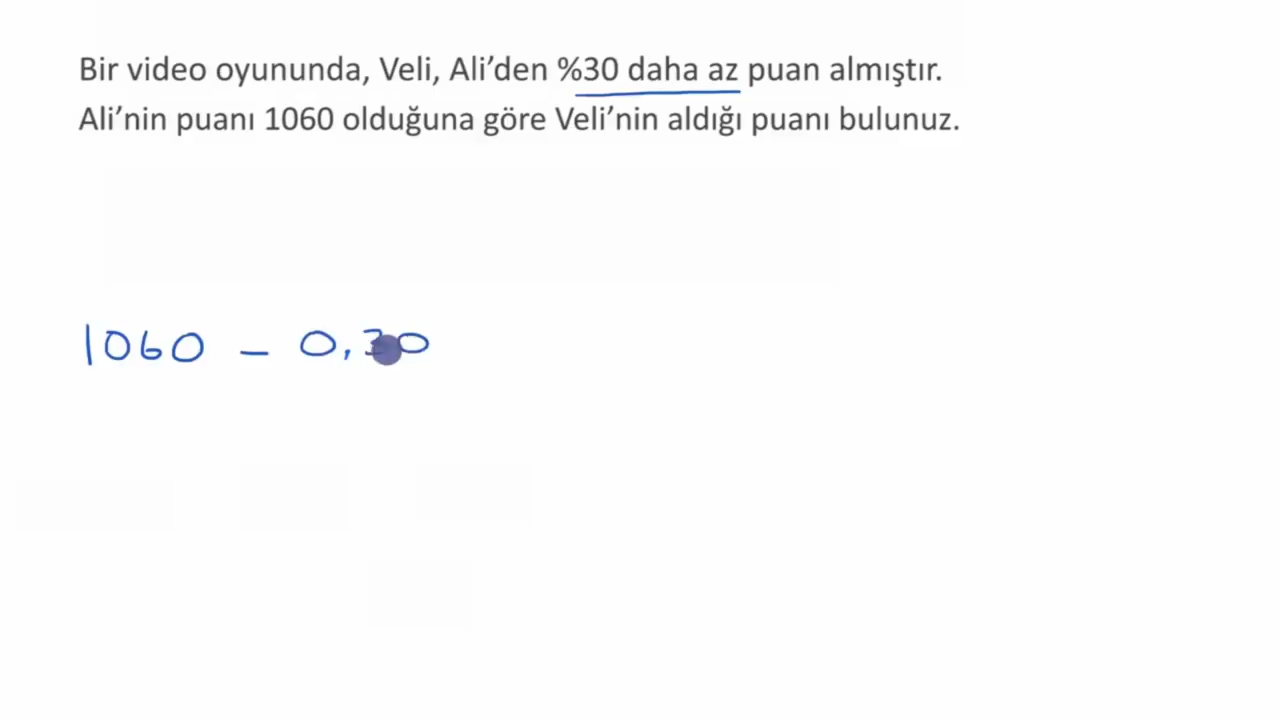 Bir video oyununda, Veli, Ali’den %30 daha az puan almıştır.
Ali’nin puanı 1060 olduğuna göre Veli’nin aldığı puanı bulunuz.
1060 – 0,30